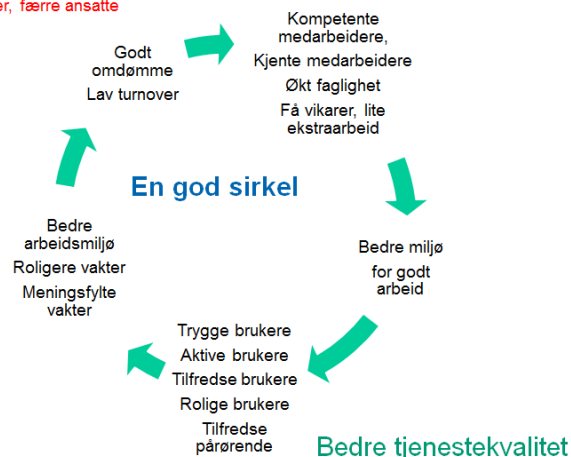 er, færre ansatte
Kompetente
medarbeidere,
Kjente medarbeidere
Økt faglighet
Få vikarer, lite
ekstraarbeid
Godt
omdømme
Lav turnover
En god sirkel
Bedre miljø
for godt
arbeid
Bedre
arbeidsmiljø
Roligere vakter
Meningsfylte
vakter
Trygge brukere
Aktive brukere
Tilfredse brukere
Rolige brukere
Tilfredse
pårørende
Bedre tjenestekvalitet